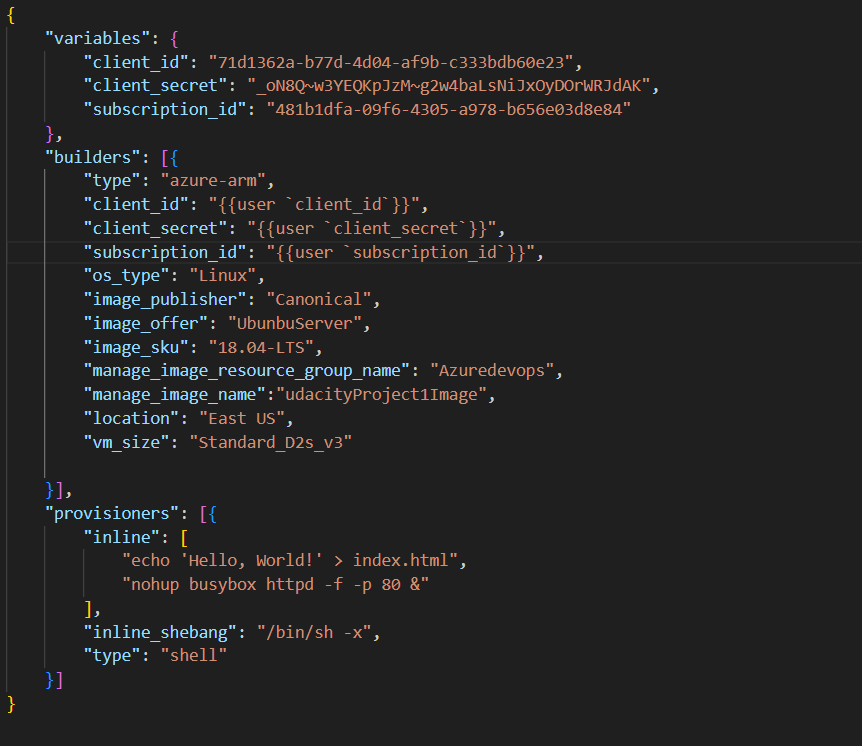 {
"variables": {
"client_id": "71d1362a-b77d-4d04-af9b-c333bdb60e23",
"client_secret": "_oN8Q~w3YEQKpJzM~g2w4baLsNiJxOyDOrWRJdAK",
"subscription_id": "481b1dfa-09f6-4305-a978-b656e03d8e84"
},
"builders": [{
"type": "azure-arm",
"client_id": "{{user `client_id`}}",
"client_secret": "{{user `client_secret`}}",
"subscription_id": "{{user `subscription_id`}}",
"os_type": "Linux",
"image_publisher": "Canonical",
"image_offer": "UbunbuServer",
"image_sku": "18.04-LTS",
"manage_image_resource_group_name": "Azuredevops",
"manage_image_name":"udacityProject1Image",
"location": "East US",
"vm_size": "Standard_D2s_v3"
}],
"provisioners": [{
"inline": [
"echo 'Hello, World!' > index.html",
"nohup busybox httpd -f -p 80 &"
],
"inline_shebang": "/bin/sh -x",
"type": "shell"
}]
}